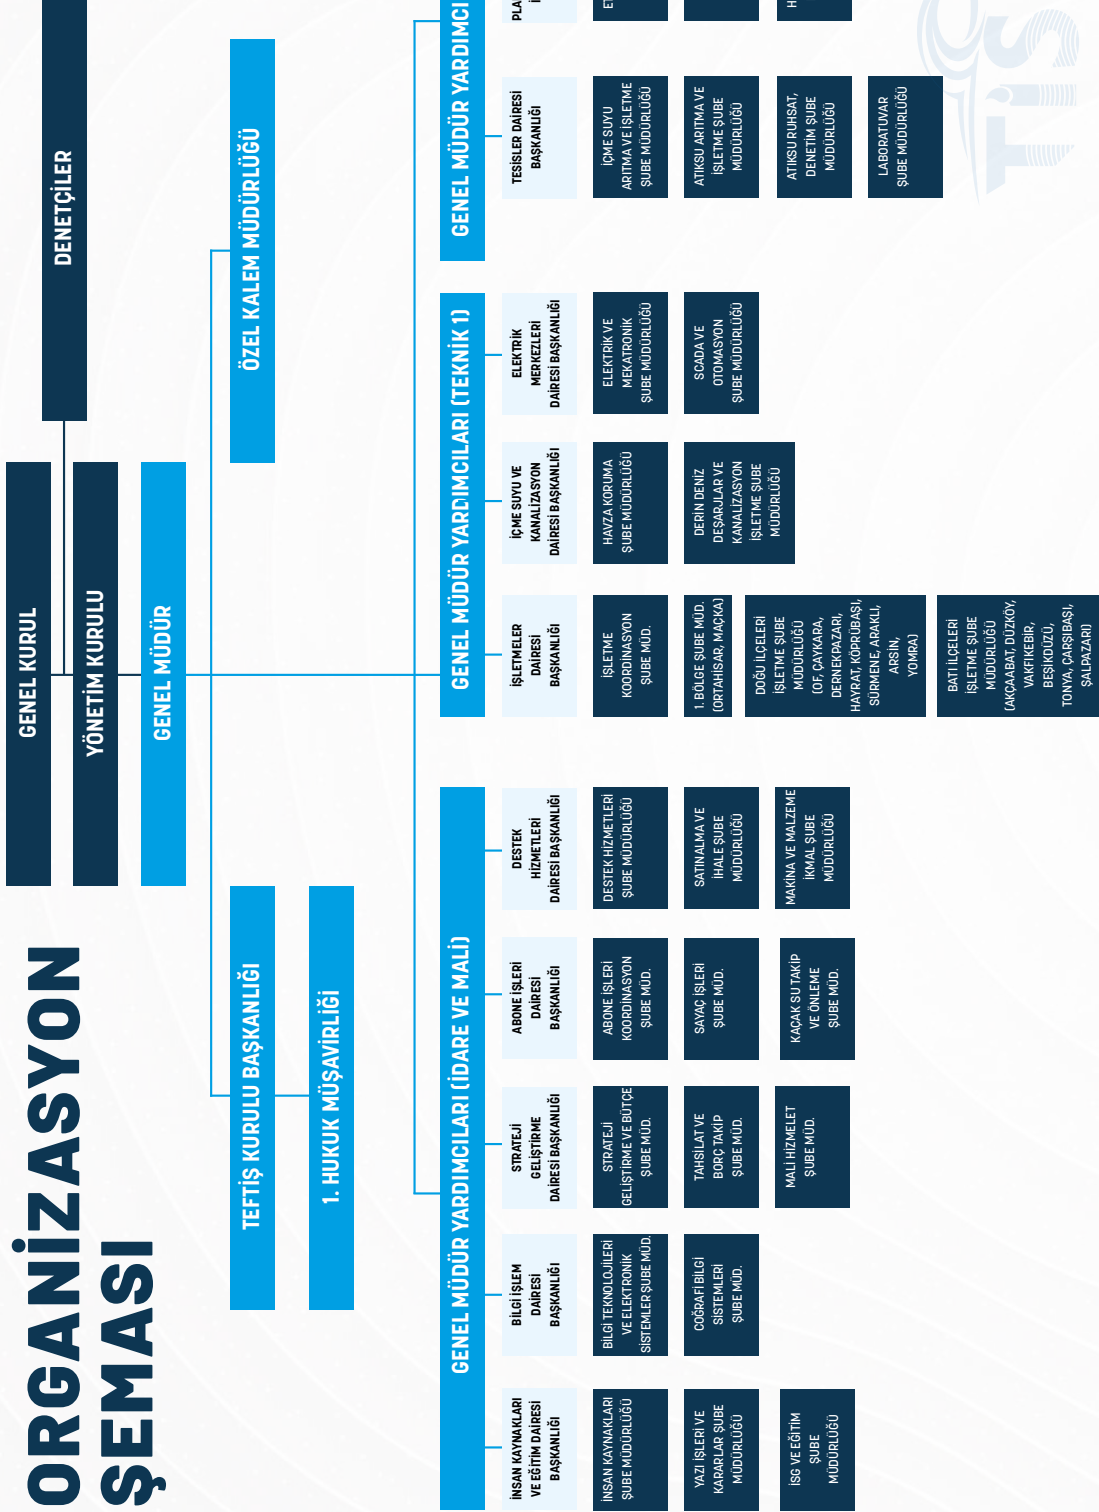 ORGANİZASYON
ŞEMASI
GENEL KURUL
DENETÇİLER
YÖNETİM KURULU
GENEL MÜDÜR
TEFTİŞ KURULU BAŞKANLIĞI
ÖZEL KALEM MÜDÜRLÜĞÜ
1. HUKUK MÜŞAVİRLİĞİ
GENEL MÜDÜR YARDIMCILARI (İDARE VE MALİ)
İNSAN KAYNAKLARI
VE EĞİTİM DAİRESİ
BAŞKANLIĞI
İNSAN KAYNAKLARI
ŞUBE MÜDÜRLÜĞÜ
YAZI İŞLERİ VE
KARARLAR ŞUBE
MÜDÜRLÜĞÜ
İSG VE EĞİTİM
ŞUBE
MÜDÜRLÜĞÜ
BİLGİ İŞLEM
DAİRESİ
BAŞKANLIĞI
BİLGİ TEKNOLOJİLERİ
VE ELEKTRONİK
SİSTEMLER ŞUBE MÜD.
COĞRAFİ BİLGİ
SİSTEMLERİ
ŞUBE MÜD.
STRATEJİ
GELİŞTİRME
DAİRESİ BAŞKANLIĞI
STRATEJİ
GELİŞTİRME VE BÜTÇE
ŞUBE MÜD.
TAHSİLAT VE
BORÇ TAKİP
ŞUBE MÜD.
MALİ HİZMELET
ŞUBE MÜD.
ABONE İŞLERİ
DAİRESİ
BAŞKANLIĞI
ABONE İŞLERİ
KOORDİNASYON
ŞUBE MÜD.
SAYAÇ İŞLERİ
ŞUBE MÜD.
KAÇAK SU TAKİP
VE ÖNLEME
ŞUBE MÜD.
DESTEK
HİZMETLERİ
DAİRESİ BAŞKANLIĞI
DESTEK HİZMETLERİ
ŞUBE MÜDÜRLÜĞÜ
SATINALMA VE
İHALE ŞUBE
MÜDÜRLÜĞÜ
MAKİNA VE MALZEME
İKMAL ŞUBE
MÜDÜRLÜĞÜ
GENEL MÜDÜR YARDIMCILARI (TEKNİK 1)
İŞLETMELER
DAİRESİ
BAŞKANLIĞI
İŞLETME
KOORDİNASYON
ŞUBE MÜD.
1. BÖLGE ŞUBE MÜD.
(ORTAHİSAR, MAÇKA)
DOĞU İLÇELERİ
İŞLETME ŞUBE
MÜDÜRLÜĞÜ
(OF, ÇAYKARA,
DERNEKPAZARI,
HAYRAT, KÖPRÜBAŞI,
SÜRMENE, ARAKLI,
ARSİN,
YOMRA)
BATI İLÇELERİ
İŞLETME ŞUBE
MÜDÜRLÜĞÜ
(AKÇAABAT, DÜZKÖY,
VAKFIKEBİR,
BEŞİKDÜZÜ,
TONYA, ÇARŞIBAŞI,
ŞALPAZARI)
İÇME SUYU VE
KANALİZASYON
DAİRESİ BAŞKANLIĞI
HAVZA KORUMA
ŞUBE MÜDÜRLÜĞÜ
DERİN DENİZ
DEŞARJLAR VE
KANALİZASYON
İŞLETME ŞUBE
MÜDÜRLÜĞÜ
ELEKTRİK
MERKEZLERİ
DAİRESİ BAŞKANLIĞI
ELEKTRİK VE
MEKATRONİK
ŞUBE MÜDÜRLÜĞÜ
SCADA VE
OTOMASYON
ŞUBE MÜDÜRLÜĞÜ
GENEL MÜDÜR YARDIMCI
TESİSLER DAİRESİ
BAŞKANLIĞI
İÇME SUYU
ARITMA VE İŞLETME
ŞUBE MÜDÜRLÜĞÜ
ATIKSU ARITMA VE
İŞLETME ŞUBE
MÜDÜRLÜĞÜ
ATIKSU RUHSAT,
DENETİM ŞUBE
MÜDÜRLÜĞÜ
LABORATUVAR
ŞUBE MÜDÜRLÜĞÜ
PLA
TİS